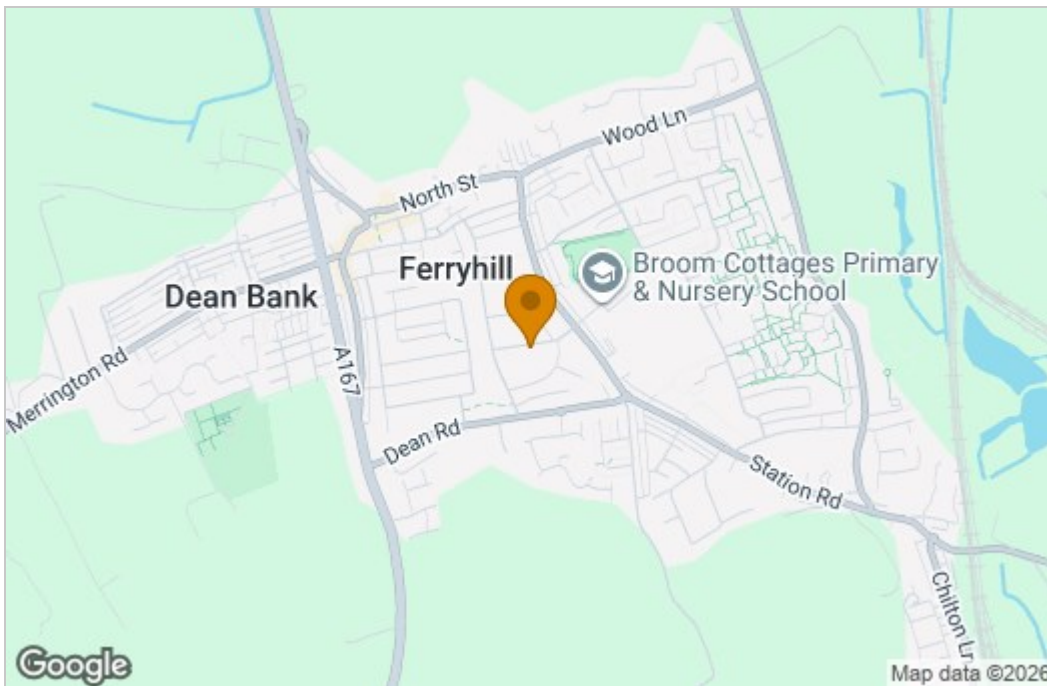 Wood Ln
North St
Ferryhill
Broom Cottages Primary
& Nursery School
Dean Bank
Merrington Rd
A167
Dean Rd
Station Rd
Chilton Ln
Google
Map data ©2026